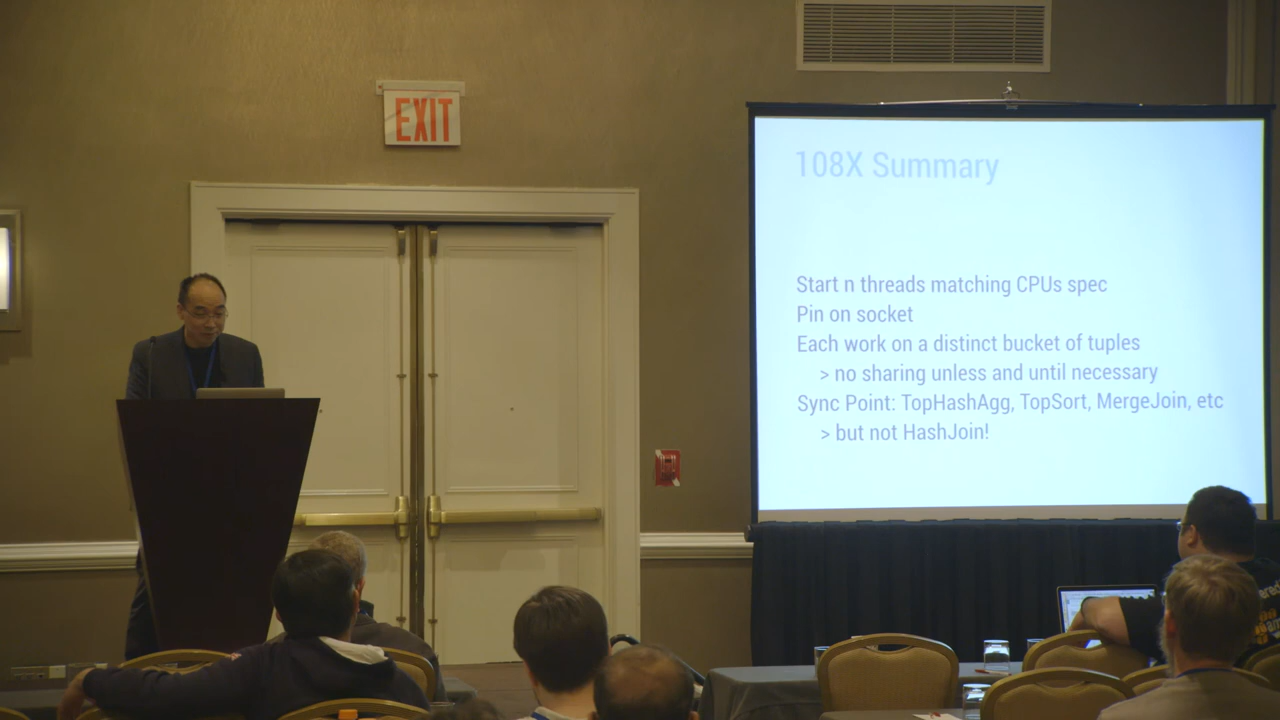 EXIT
108X Summary
Start n threads matching CPUs spec
Pin on socket
Each work on a distinct bucket of tuples
> no sharing unless and until necessary
Sync Point: TopHashAgg, TopSort, MergeJoin, etc
> but not HashJoin!